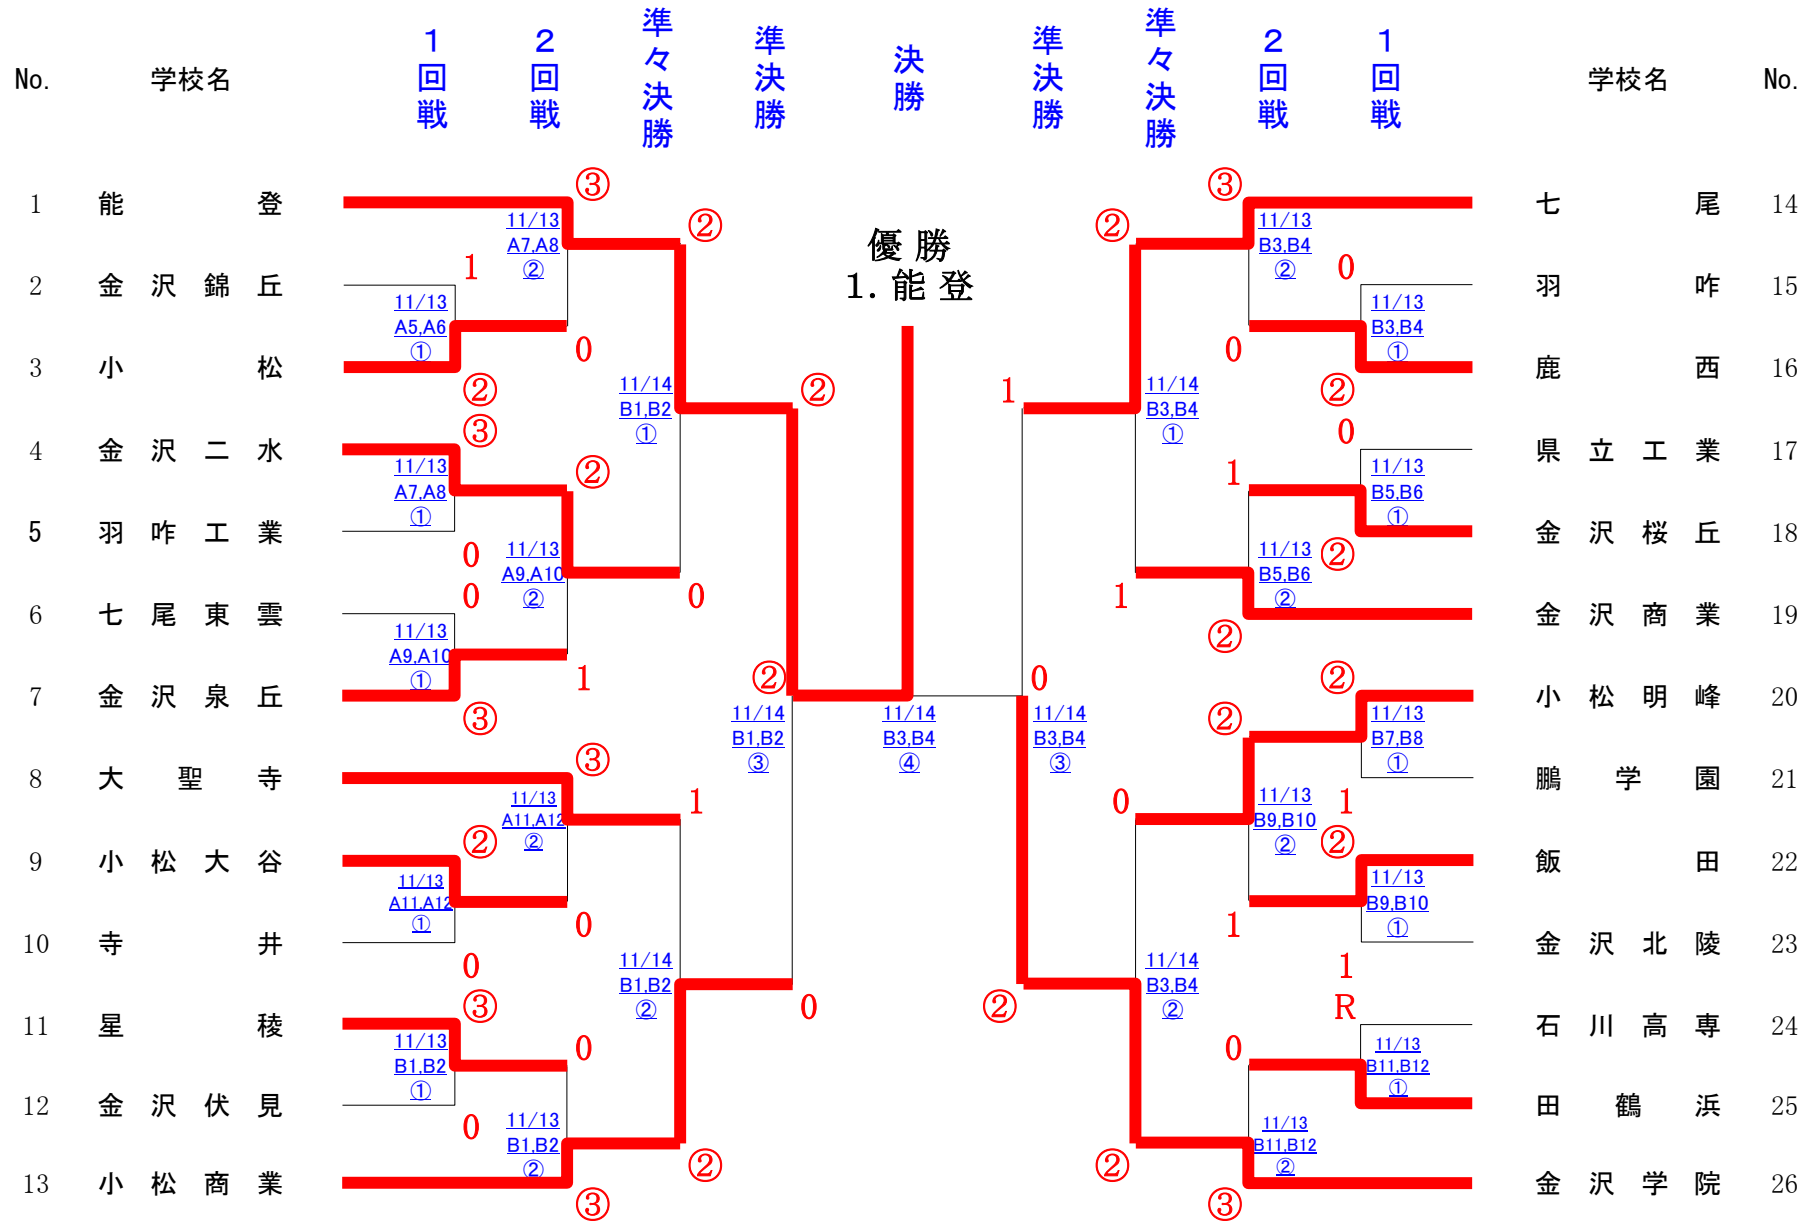 No. 学校名 1回戦 2回戦 準々決勝 準決勝 決勝 準決勝 準々決勝 2回戦 1回戦 学校名 No.
③ ③
1 能登 七尾 14
11/13 ② ② 11/13
A7,A8 優勝 B3,B4
② ②
1 0
2 金沢錦丘 1.能登 羽咋 15
11/13 11/13
A5,A6 B3,B4
① 0 0 ①
3 小松 鹿西 16
② 11/14 ② 1 11/14 ②
B1,B2 B3,B4
① ①
③ 0
4 金沢二水 県立工業 17
11/13 ② 1 11/13
A7,A8 B5,B6
① ①
5 羽咋工業 金沢桜丘 18
0 11/13 11/13 ②
A9,A10 B5,B6
0 ② 0 1 ②
6 七尾東雲 金沢商業 19
11/13 ②
A9,A10
① 1 ② 0 ②
7 金沢泉丘 小松明峰 20
③ 11/14 11/14 11/14 ② 11/13
B1,B2 B3,B4 B3,B4 B7,B8
③ ③ ④ ③ ①
8 大聖寺 鵬学園 21
11/13 1 0 11/13 1
A11,A12 B9,B10
② ② ② ②
9 小松大谷 飯田 22
11/13 11/13
A11,A12 B9,B10
① 0 1 ①
10 寺井 金沢北陵 23
0 11/14 11/14 1
B1,B2 B3,B4
③ ② 0 ② ② R
11 星稜 石川高専 24
11/13 0 0 11/13
B1,B2 B11,B12
① ①
12 金沢伏見 田鶴浜 25
0 11/13 11/13
B1,B2 B11,B12
② ② ② ②
13 小松商業 金沢学院 26
③ ③